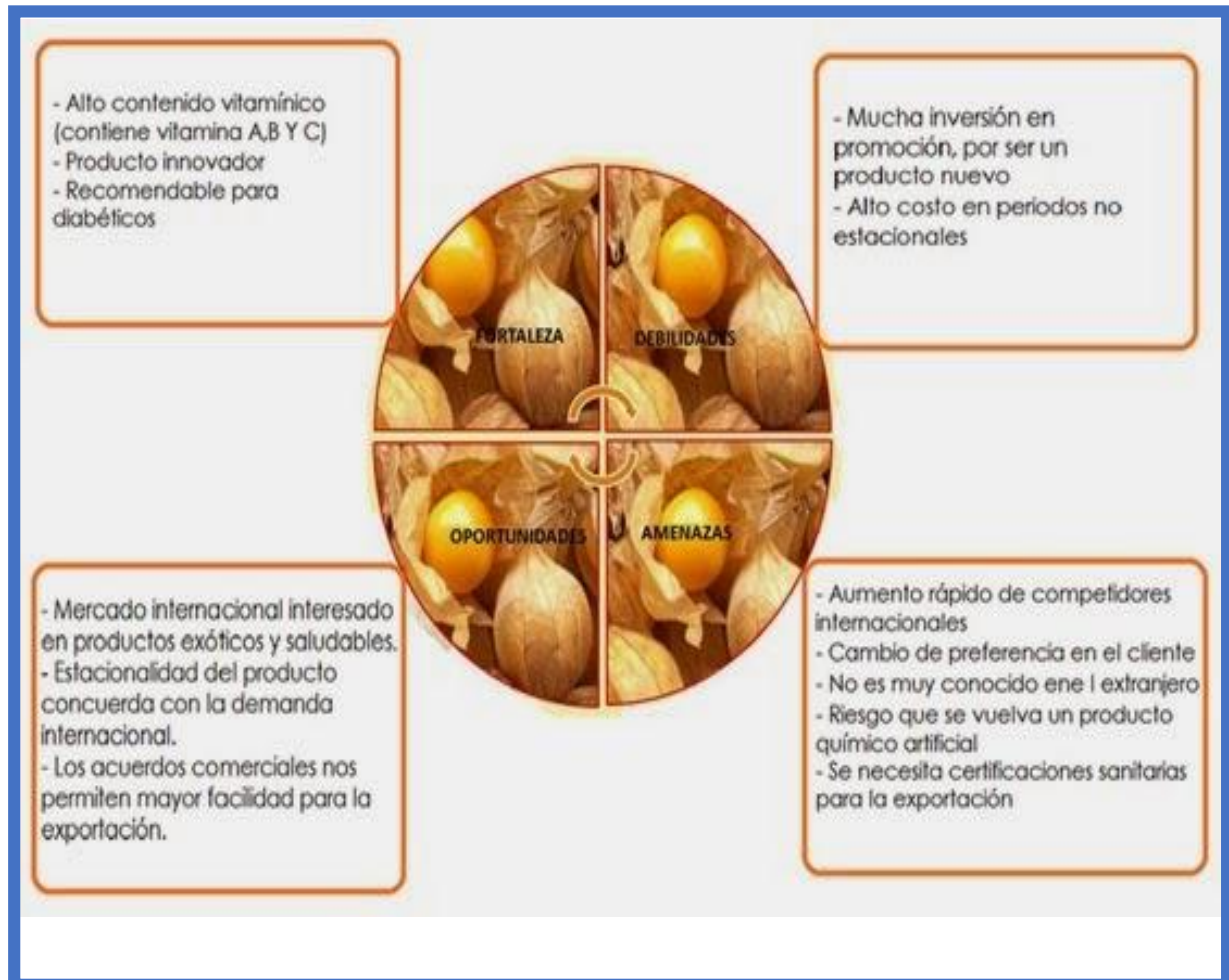 - Alto contenido vitamínico
(contiene vitamina A,B Y C)
- Producto innovador
- Recomendable para
diabéticos
- Mucha inversión en
promoción, por ser un
producto nuevo
- Alto costo en periodos no
estacionales
FORTALEZA
DEBILIDADES
OPORTUNIDADES
AMENAZAS
- Mercado internacional interesado
en productos exóticos y saludables.
- Estacionalidad del producto
concuerda con la demanda
internacional.
- Los acuerdos comerciales nos
permiten mayor facilidad para la
exportación.
- Aumento rápido de competidores
internacionales
- Cambio de preferencia en el cliente
- No es muy conocido ene l extranjero
- Riesgo que se vuelva un producto
químico artificial
- Se necesita certificaciones sanitarias
para la exportación